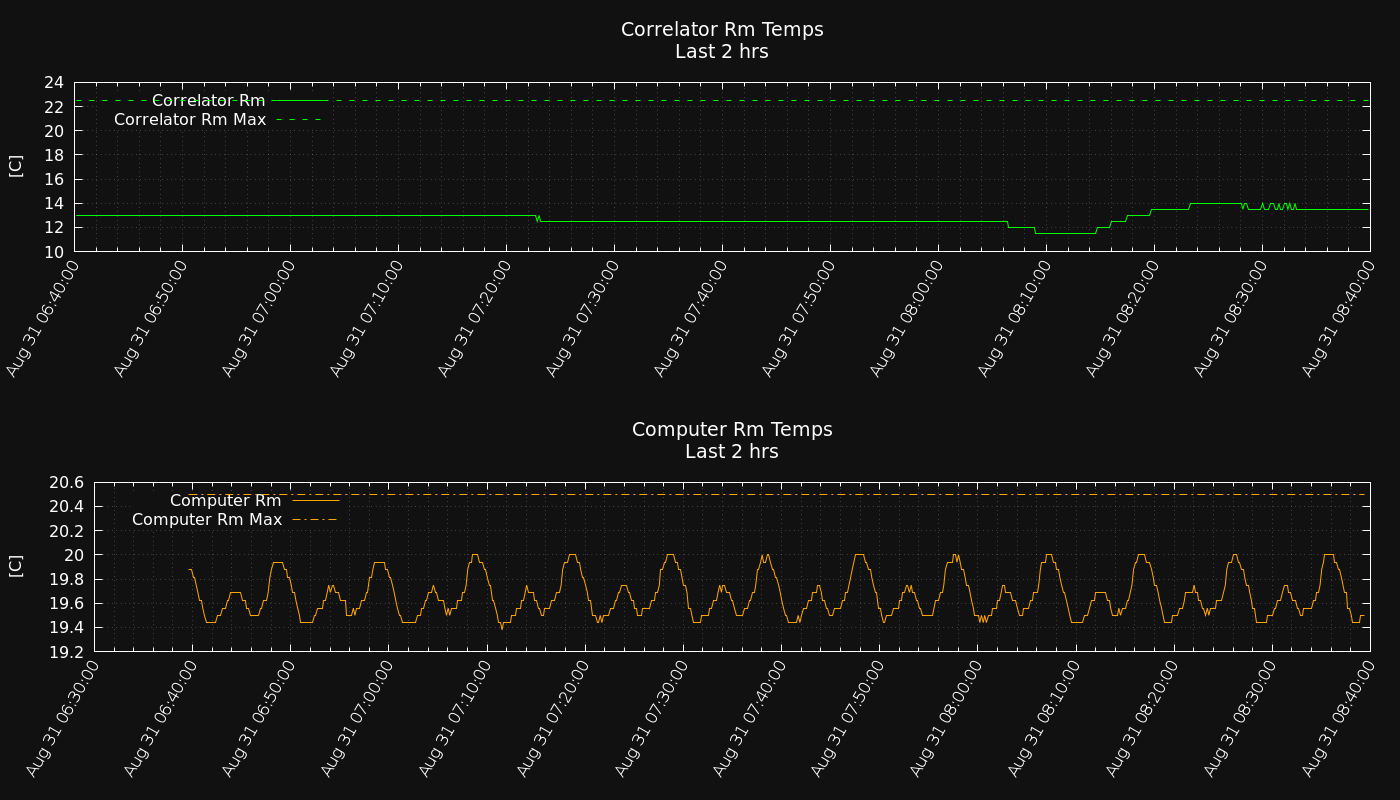 Correlator Rm Temps
Last 2 hrs
24
22
20
18
16
14
12
10
[C]
Correlator Rm
Correlator Rm Max
Aug 31 06:40:00
Aug 31 06:50:00
Aug 31 07:00:00
Aug 31 07:10:00
Aug 31 07:20:00
Aug 31 07:30:00
Aug 31 07:40:00
Aug 31 07:50:00
Aug 31 08:00:00
Aug 31 08:10:00
Aug 31 08:20:00
Aug 31 08:30:00
Aug 31 08:40:00
Computer Rm Temps
Last 2 hrs
20.6
20.4
20.2
20
19.8
19.6
19.4
19.2
[C]
Computer Rm
Computer Rm Max
Aug 31 06:30:00
Aug 31 06:40:00
Aug 31 06:50:00
Aug 31 07:00:00
Aug 31 07:10:00
Aug 31 07:20:00
Aug 31 07:30:00
Aug 31 07:40:00
Aug 31 07:50:00
Aug 31 08:00:00
Aug 31 08:10:00
Aug 31 08:20:00
Aug 31 08:30:00
Aug 31 08:40:00